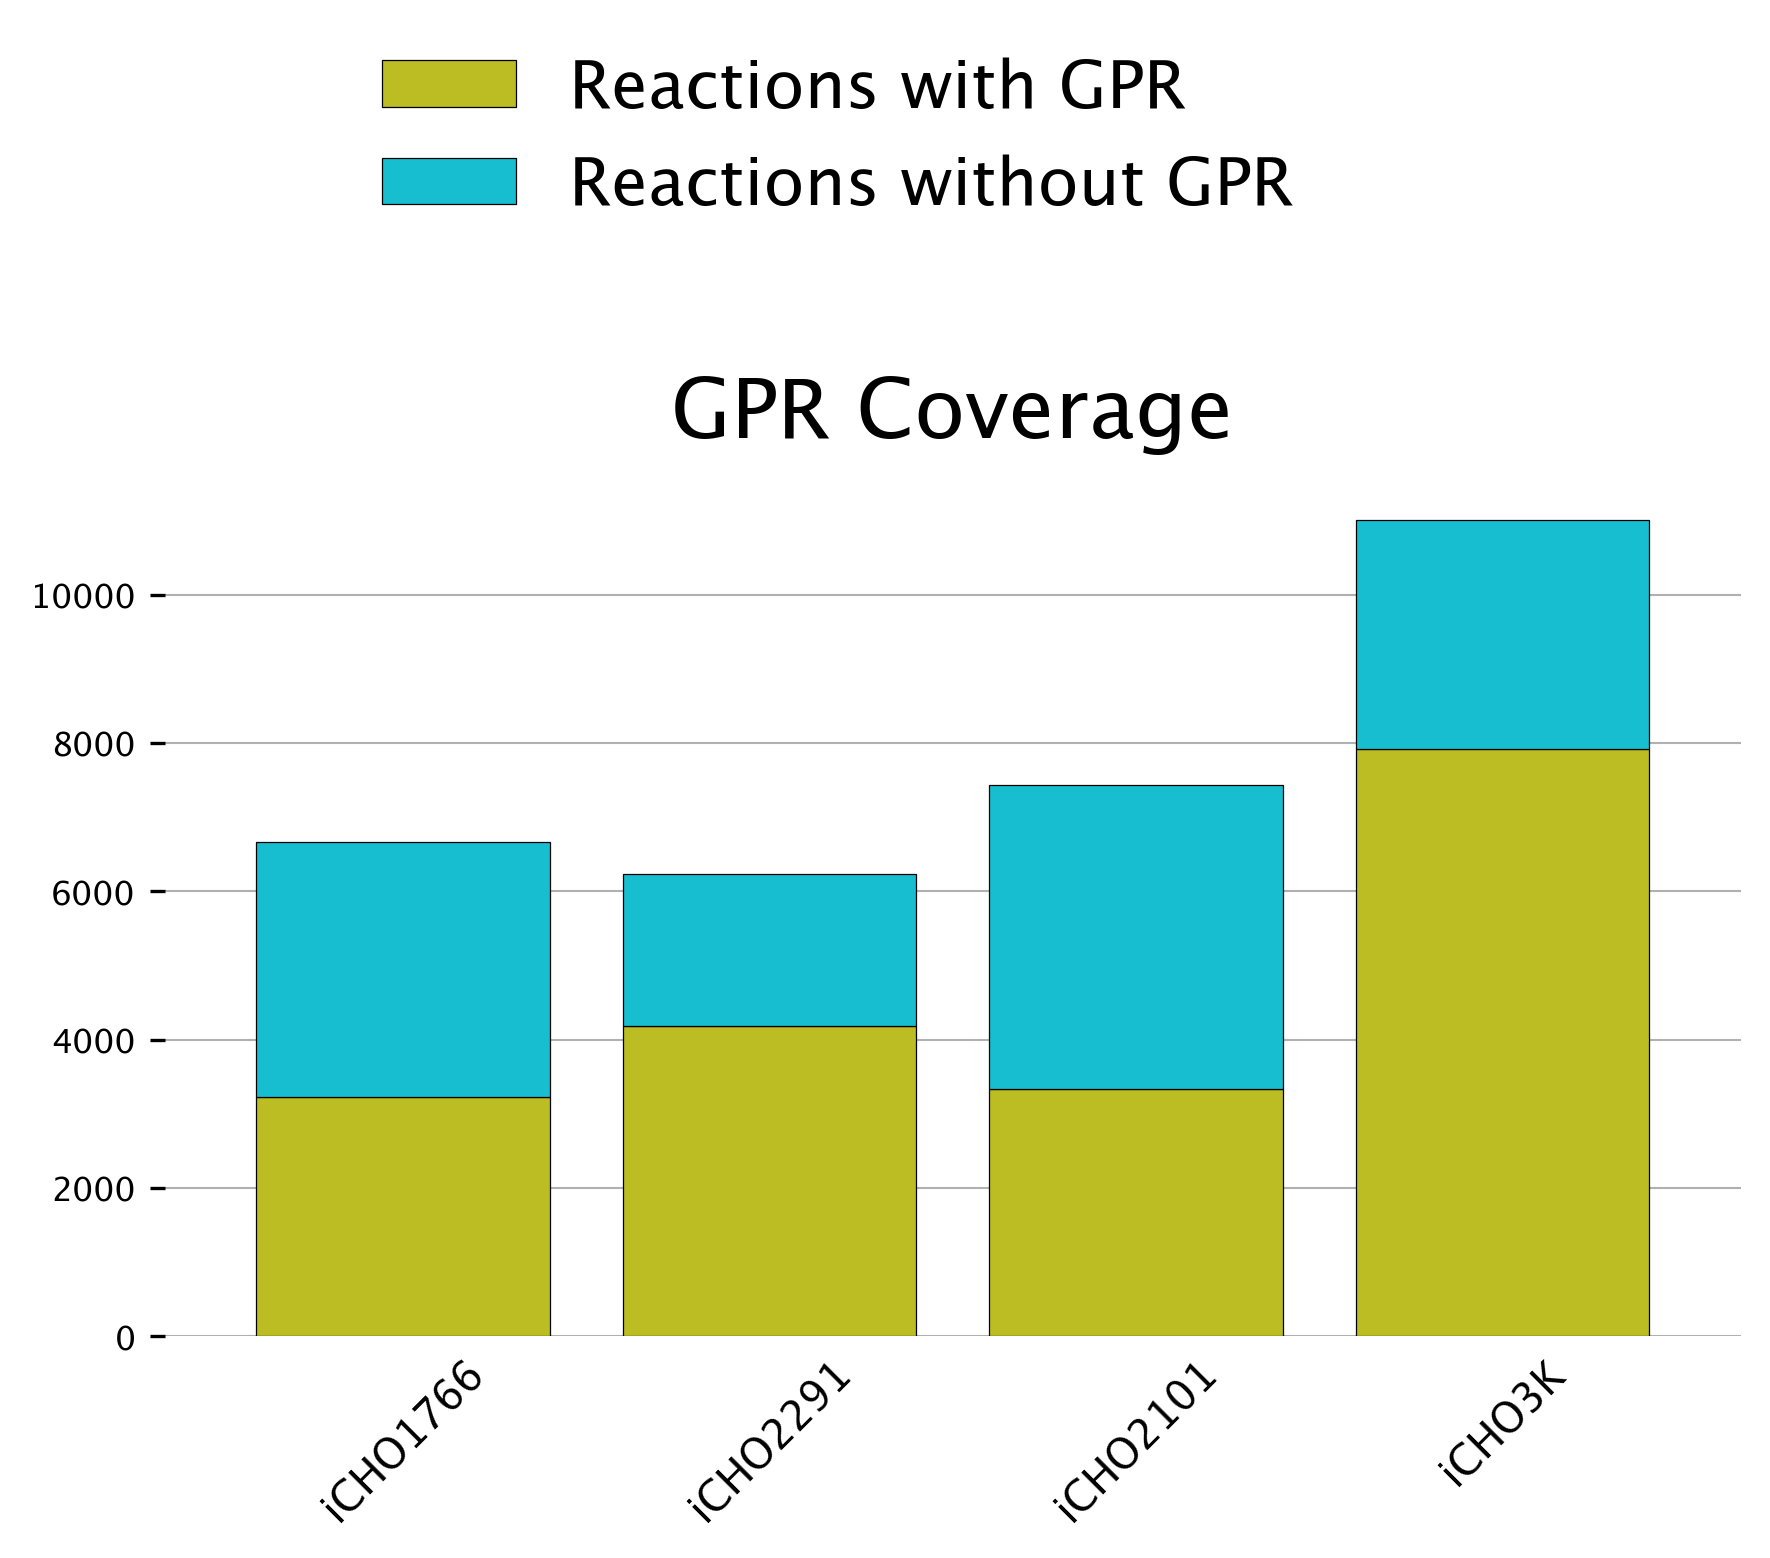 Reactions with GPR
Reactions without GPR
GPR Coverage
10000
8000
6000
4000
2000
0
iCHO1766
iCHO2291
iCHO2101
iCHO3K